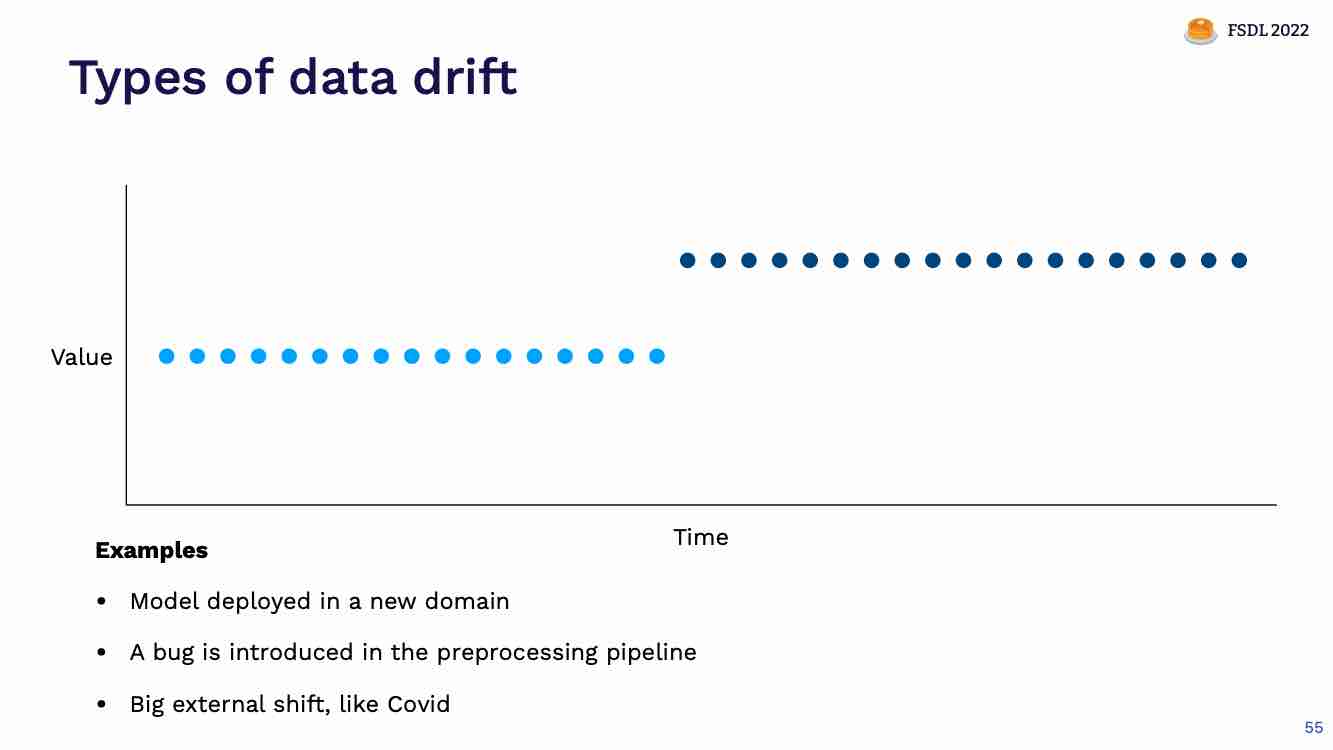 FSDL 2022
Types of data drift
Value
Time
Examples
• Model deployed in a new domain
• A bug is introduced in the preprocessing pipeline
• Big external shift, like Covid
55